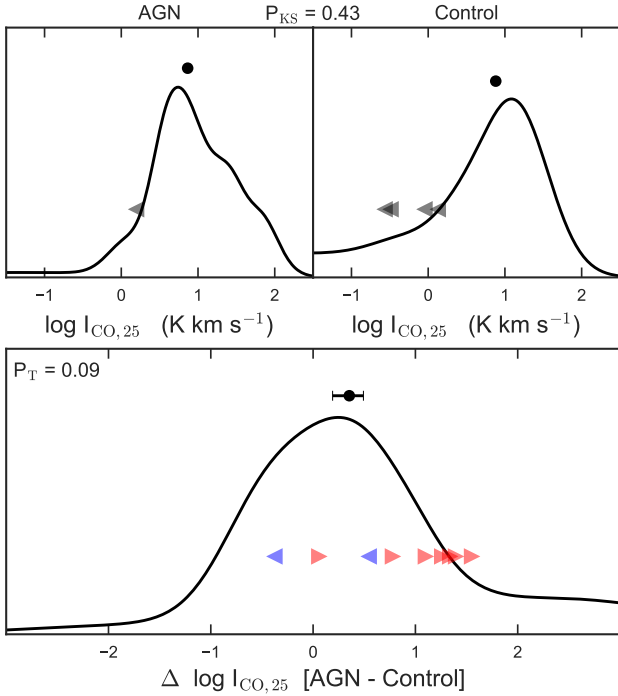 AGN P_KS = 0.43 Control
−1 0 1 2 −1 0 1 2
log I_CO, 25 (K km s⁻¹) log I_CO, 25 (K km s⁻¹)
P_T = 0.09
−2 −1 0 1 2
Δ log I_CO, 25 [AGN - Control]